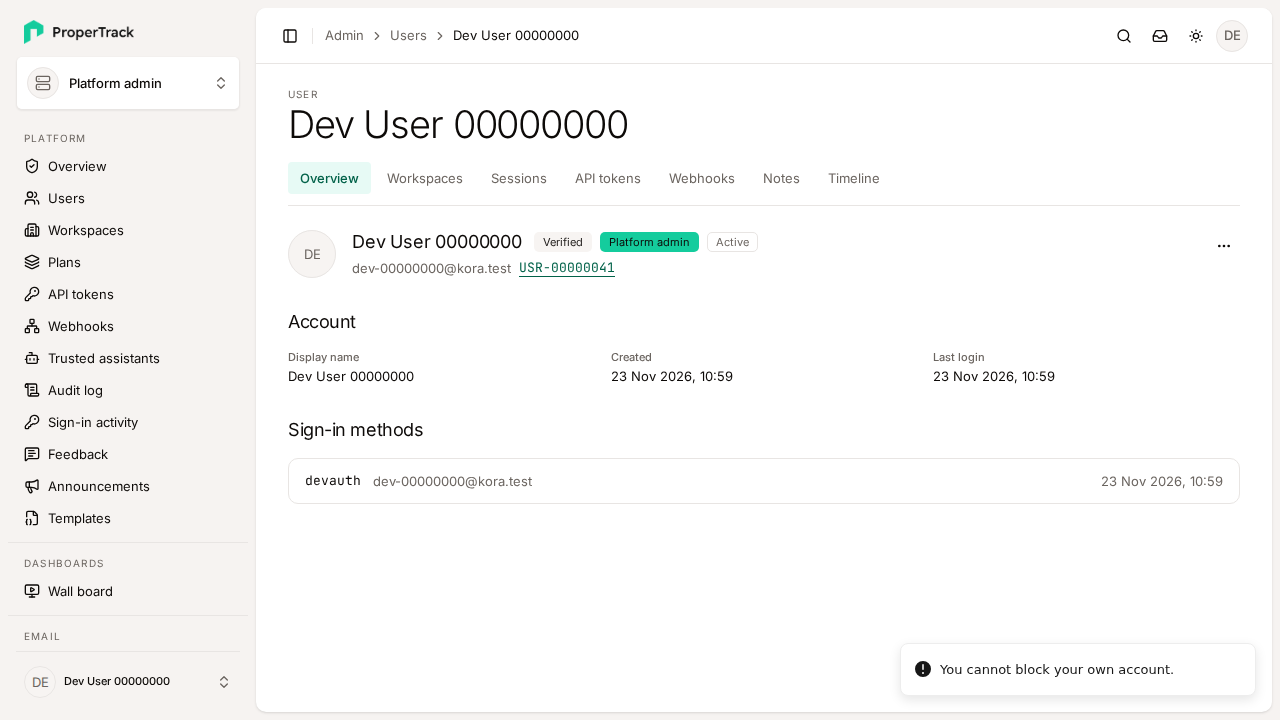 ProperTrack
Platform admin
PLATFORM
Overview
Users
Workspaces
Plans
API tokens
Webhooks
Trusted assistants
Audit log
Sign-in activity
Feedback
Announcements
Templates
DASHBOARDS
Wall board
EMAIL
DE Dev User 00000000
Admin > Users > Dev User 00000000
DE
USER
Dev User 00000000
Overview Workspaces Sessions API tokens Webhooks Notes Timeline
DE
Dev User 00000000 Verified Platform admin Active
dev-00000000@kora.test USR-00000041
Account
Display name Created Last login
Dev User 00000000 23 Nov 2026, 10:59 23 Nov 2026, 10:59
Sign-in methods
devauth dev-00000000@kora.test 23 Nov 2026, 10:59
You cannot block your own account.